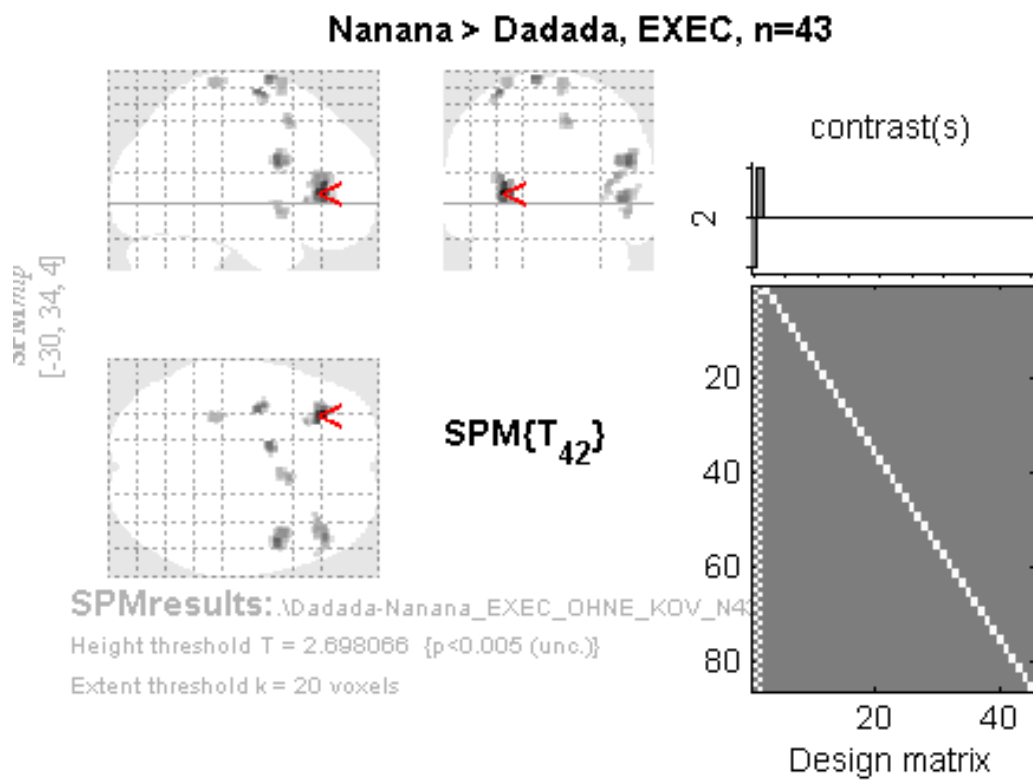 Nanana > Dadada, EXEC, n=43
contrast(s)
2
SPMmip
[-30, 34, 4]
<
<
<
SPM{T42}
SPMresults: .\Dadada-Nanana_EXEC_OHNE_KOV_N43
Height threshold T = 2.698066 {p<0.005 (unc.)}
Extent threshold k = 20 voxels
20
40
60
80
20 40
Design matrix